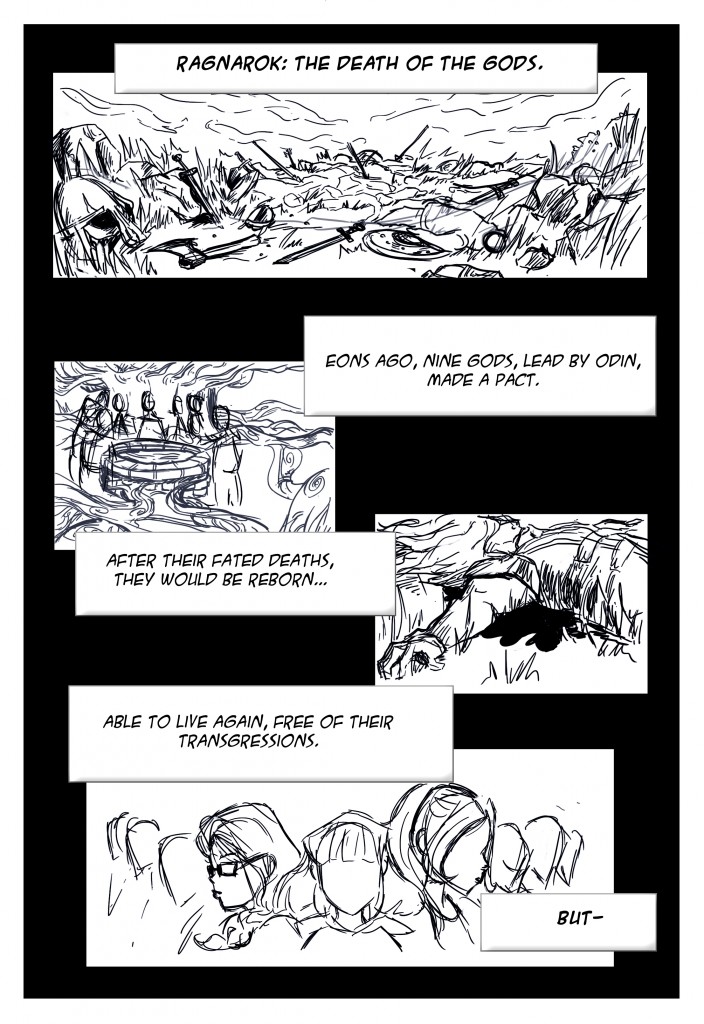 RAGNAROK: THE DEATH OF THE GODS.
EONS AGO, NINE GODS, LEAD BY ODIN,
MADE A PACT.
AFTER THEIR FATED DEATHS,
THEY WOULD BE REBORN...
ABLE TO LIVE AGAIN, FREE OF THEIR
TRANSGRESSIONS.
BUT-